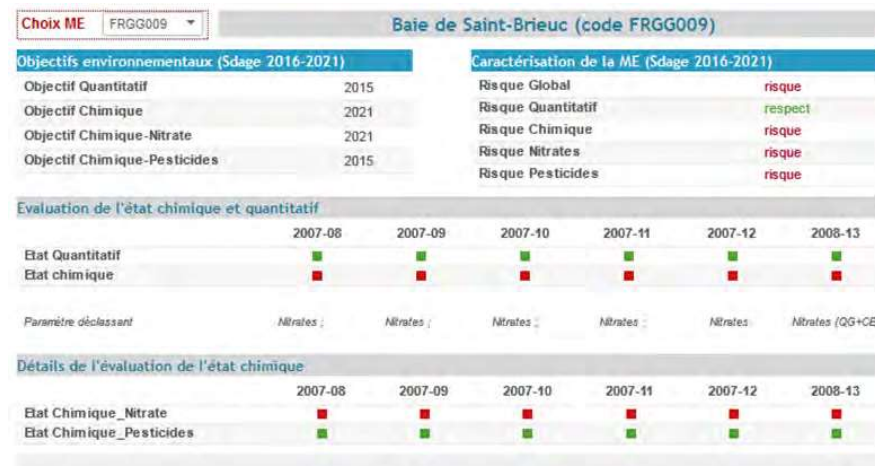 Choix ME FRGG009 Baie de Saint-Brieuc (code FRGG009)
Objectifs environnementaux (Sdage 2016-2021)
Objectif Quantitatif 2015
Objectif Chimique 2021
Objectif Chimique-Nitrate 2021
Objectif Chimique-Pesticides 2015
Caractérisation de la ME (Sdage 2016-2021)
Risque Global risque
Risque Quantitatif respect
Risque Chimique risque
Risque Nitrates risque
Risque Pesticides risque
Evaluation de l'état chimique et quantitatif
2007-08 2007-09 2007-10 2007-11 2007-12 2008-13
Etat Quantitatif
Etat chimique
Paramètre déclassant Nitrates ; Nitrates ; Nitrates ; Nitrates ; Nitrates Nitrates (QG+CE
Détails de l'évaluation de l'état chimique
2007-08 2007-09 2007-10 2007-11 2007-12 2008-13
Etat Chimique_Nitrate
Etat Chimique_Pesticides